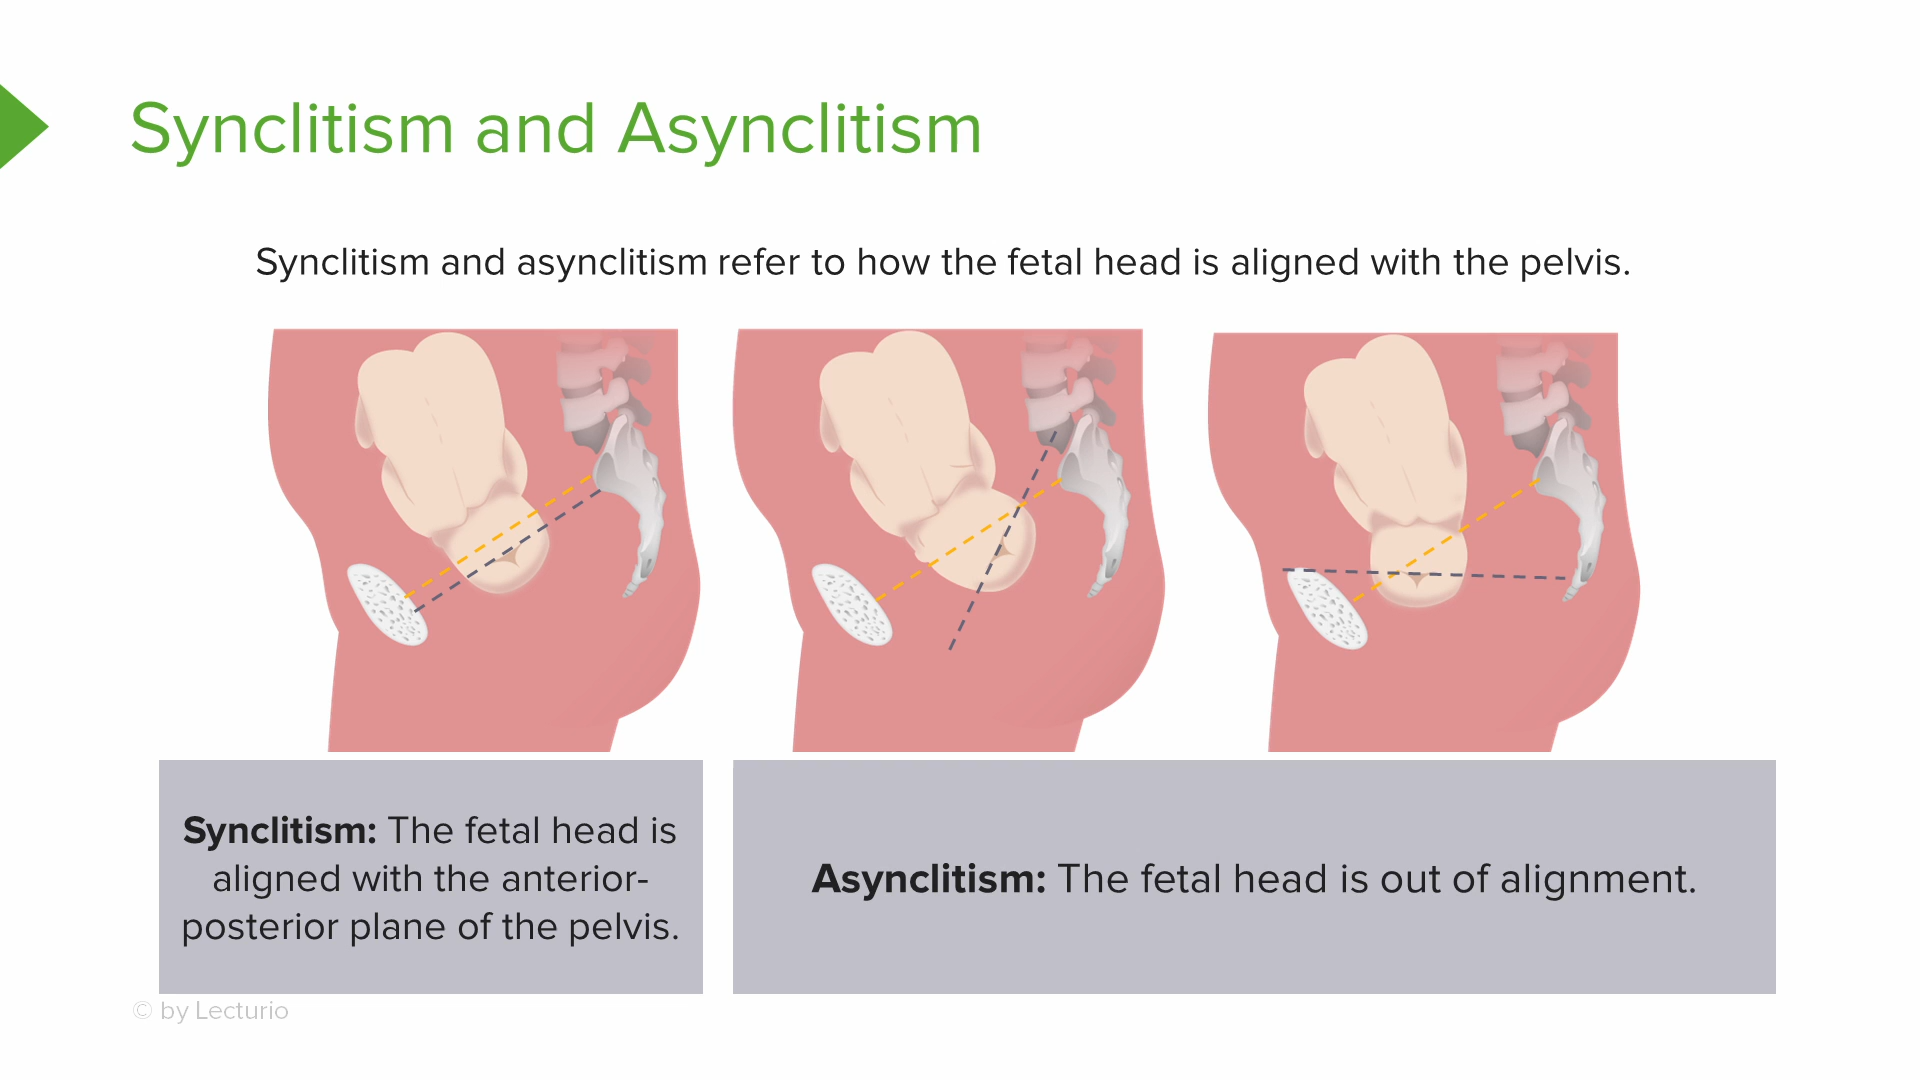 Synclitism and Asynclitism
Synclitism and asynclitism refer to how the fetal head is aligned with the pelvis.
Synclitism: The fetal head is
aligned with the anterior-
posterior plane of the pelvis.
Asynclitism: The fetal head is out of alignment.
© by Lecturio